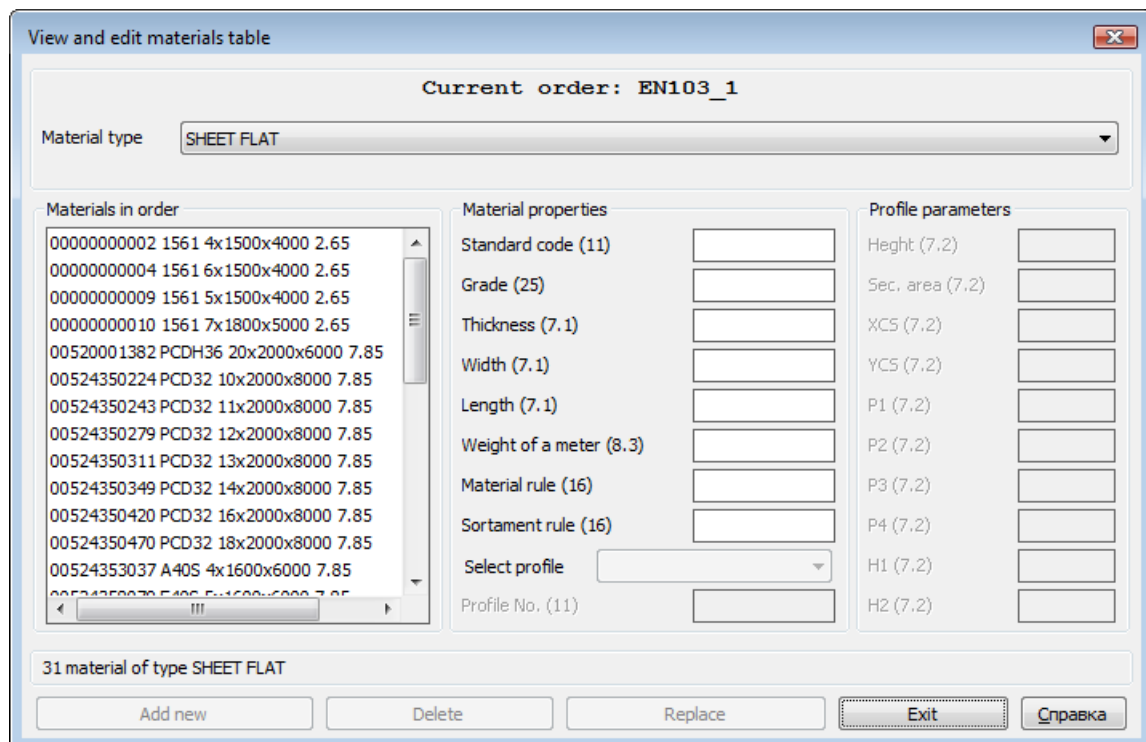 View and edit materials table
Current order: EN103_1
Material type SHEET FLAT
Materials in order
00000000002 1561 4x1500x4000 2.65
00000000004 1561 6x1500x4000 2.65
00000000009 1561 5x1500x4000 2.65
00000000010 1561 7x1800x5000 2.65
00520001382 PCDH36 20x2000x6000 7.85
00524350224 PCD32 10x2000x8000 7.85
00524350243 PCD32 11x2000x8000 7.85
00524350279 PCD32 12x2000x8000 7.85
00524350311 PCD32 13x2000x8000 7.85
00524350349 PCD32 14x2000x8000 7.85
00524350420 PCD32 16x2000x8000 7.85
00524350470 PCD32 18x2000x8000 7.85
00524353037 A40S 4x1600x6000 7.85
Material properties
Standard code (11)
Grade (25)
Thickness (7.1)
Width (7.1)
Length (7.1)
Weight of a meter (8.3)
Material rule (16)
Sortament rule (16)
Select profile
Profile No. (11)
Profile parameters
Heght (7.2)
Sec. area (7.2)
XCS (7.2)
YCS (7.2)
P1 (7.2)
P2 (7.2)
P3 (7.2)
P4 (7.2)
H1 (7.2)
H2 (7.2)
31 material of type SHEET FLAT
Add new Delete Replace Exit Справка